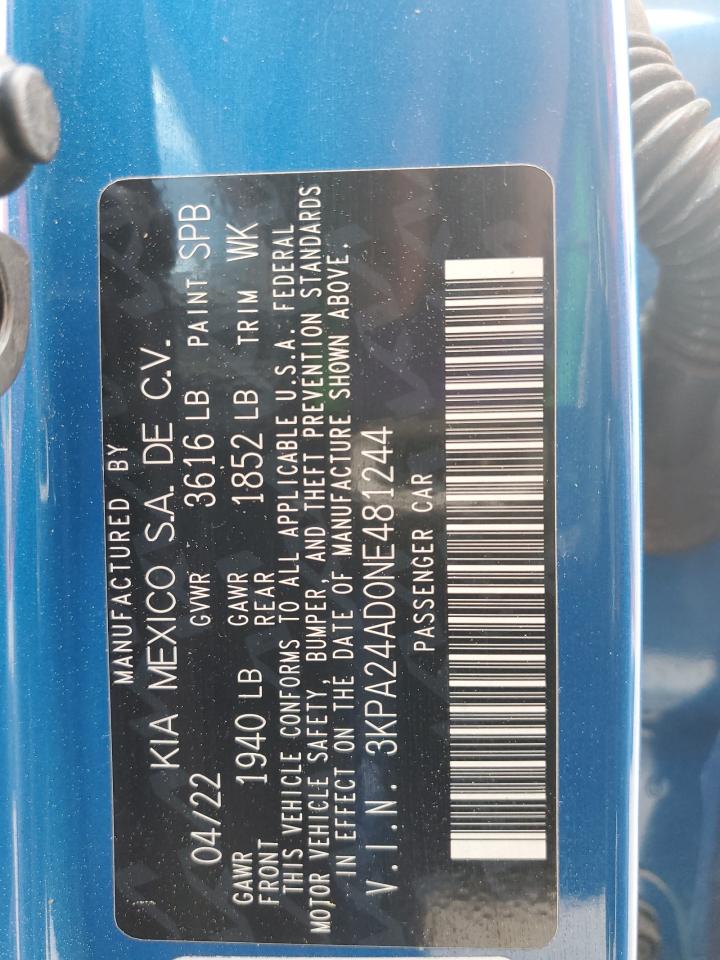 MANUFACTURED BY
KIA MEXICO S.A. DE C.V.
04/22 GVWR 3616 LB PAINT SPB
GAWR FRONT 1940 LB GAWR REAR 1852 LB TRIM WK
THIS VEHICLE CONFORMS TO ALL APPLICABLE U.S.A. FEDERAL
MOTOR VEHICLE SAFETY, BUMPER, AND THEFT PREVENTION STANDARDS
IN EFFECT ON THE DATE OF MANUFACTURE SHOWN ABOVE.
V.I.N. 3KPA24AD0NE481244
PASSENGER CAR